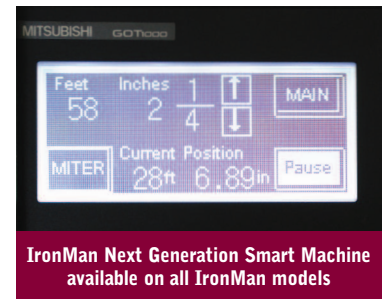 MITSUBISHI GOT1000
Feet Inches 1 ↑ MAIN
58 2 4 ↓
MITER Current Position Pause
28ft 6.89in
IronMan Next Generation Smart Machine
available on all IronMan models